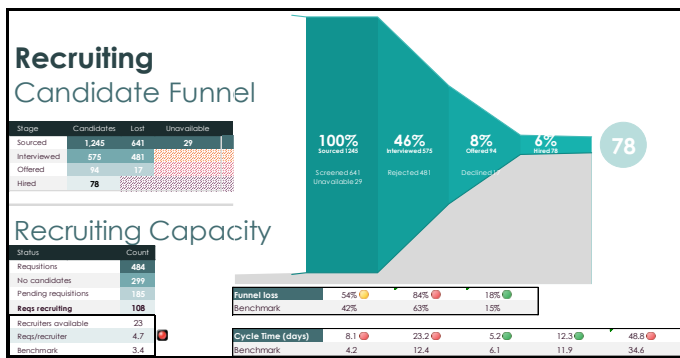 Recruiting
Candidate Funnel
Stage Candidates Lost Unavailable
Sourced 1,245 641 29
Interviewed 575 481
Offered 94 17
Hired 78
100% 46% 8% 6% 78
Sourced 1245 Interviewed 575 Offered 94 Hired 78
Screened 641 Rejected 481 Declined
Unavailable 29
Recruiting Capacity
Status Count
Requsitions 484
No candidates 299
Pending requisitions 185
Reqs recruiting 108
Recruiters available 23
Reqs/recruiter 4.7
Benchmark 3.4
Funnel loss 54% 84% 18%
Benchmark 42% 63% 15%
Cycle Time (days) 8.1 23.2 5.2 12.3 48.8
Benchmark 4.2 12.4 6.1 11.9 34.6